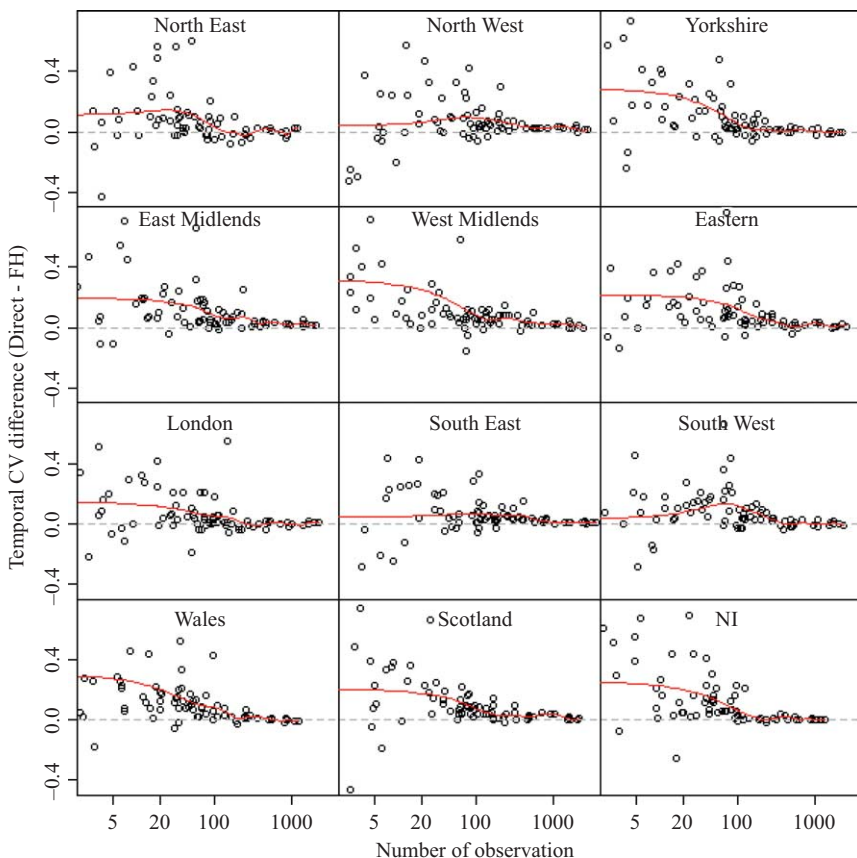 North East North West Yorkshire
0.4
0.0
−0.4
East Midlends West Midlends Eastern
0.4
0.0
−0.4
London South East South West
0.4
0.0
−0.4
Wales Scotland NI
0.4
0.0
−0.4
5 20 100 1000 5 20 100 1000 5 20 100 1000
Number of observation
Temporal CV difference (Direct - FH)